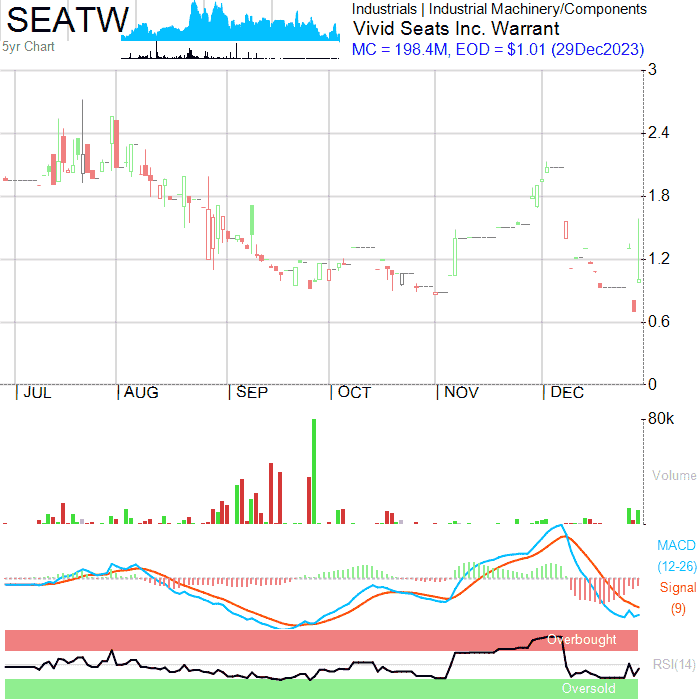 SEATW
5yr Chart
Industrials | Industrial Machinery/Components
Vivid Seats Inc. Warrant
MC = 198.4M, EOD = $1.01 (29Dec2023)
3
2.4
1.8
1.2
0.6
0
| JUL | AUG | SEP | OCT | NOV | DEC
80k
Volume
MACD
(12-26)
Signal
(9)
Overbought
RSI(14)
Oversold